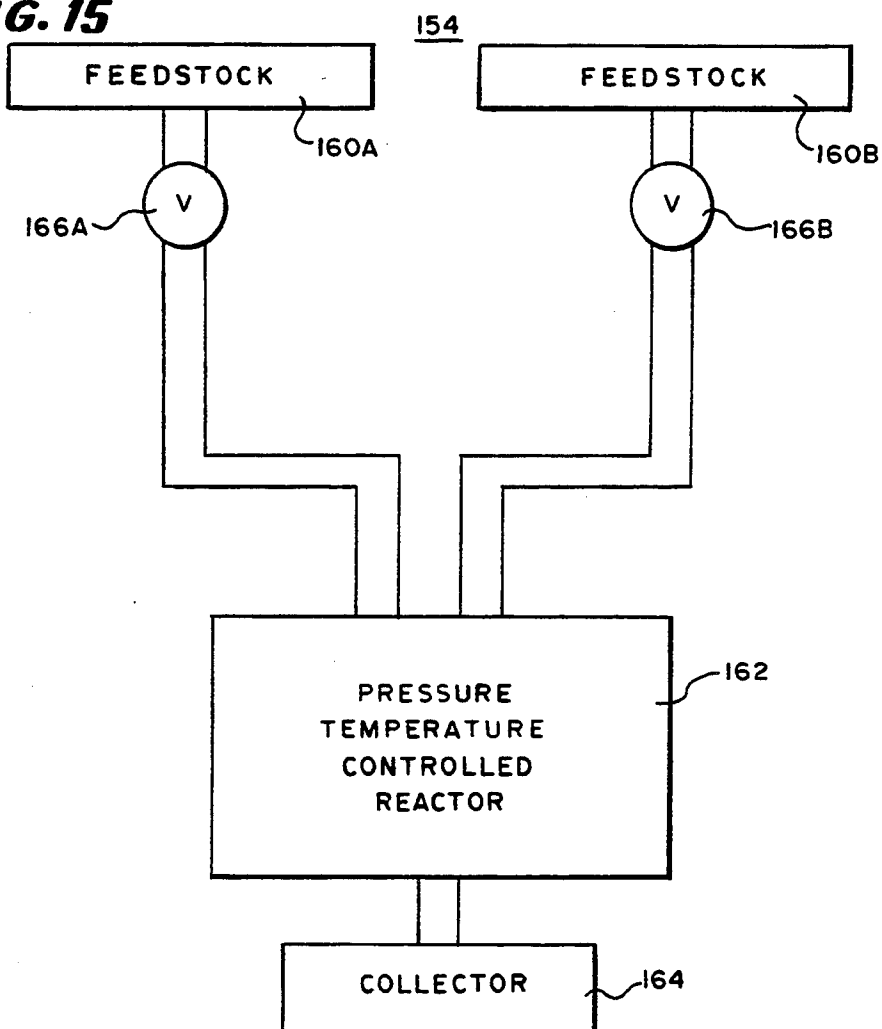 G. 15
154
FEEDSTOCK
FEEDSTOCK
160A
160B
V
V
166A
166B
PRESSURE
TEMPERATURE
CONTROLLED
REACTOR
162
COLLECTOR
164